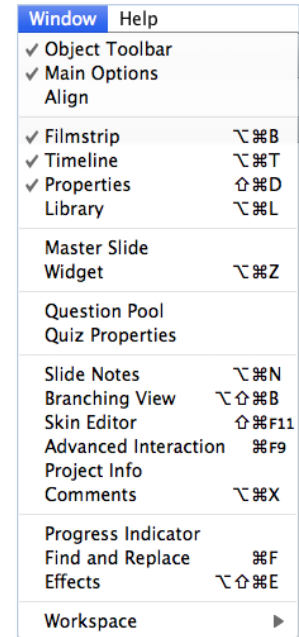 Window Help
✓ Object Toolbar
✓ Main Options
Align
✓ Filmstrip ⌥⌘B
✓ Timeline ⌥⌘T
✓ Properties ⇧⌘D
Library ⌥⌘L
Master Slide
Widget ⌥⌘Z
Question Pool
Quiz Properties
Slide Notes ⌥⌘N
Branching View ⌥⇧⌘B
Skin Editor ⇧⌘F11
Advanced Interaction ⌘F9
Project Info
Comments ⌥⌘X
Progress Indicator
Find and Replace ⌘F
Effects ⌥⇧⌘E
Workspace ▶